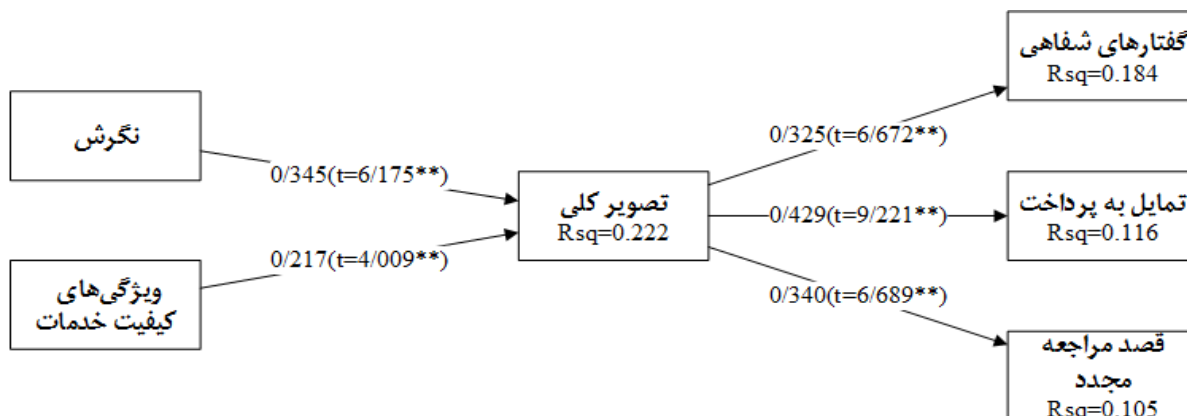 نگرش
ویژگی‌های
کیفیت خدمات
0/345(t=6/175**)
0/217(t=4/009**)
تصویر کلی
Rsq=0.222
0/325(t=6/672**)
0/429(t=9/221**)
0/340(t=6/689**)
گفتارهای شفاهی
Rsq=0.184
تمایل به پرداخت
Rsq=0.116
قصد مراجعه
مجدد
Rsq=0.105